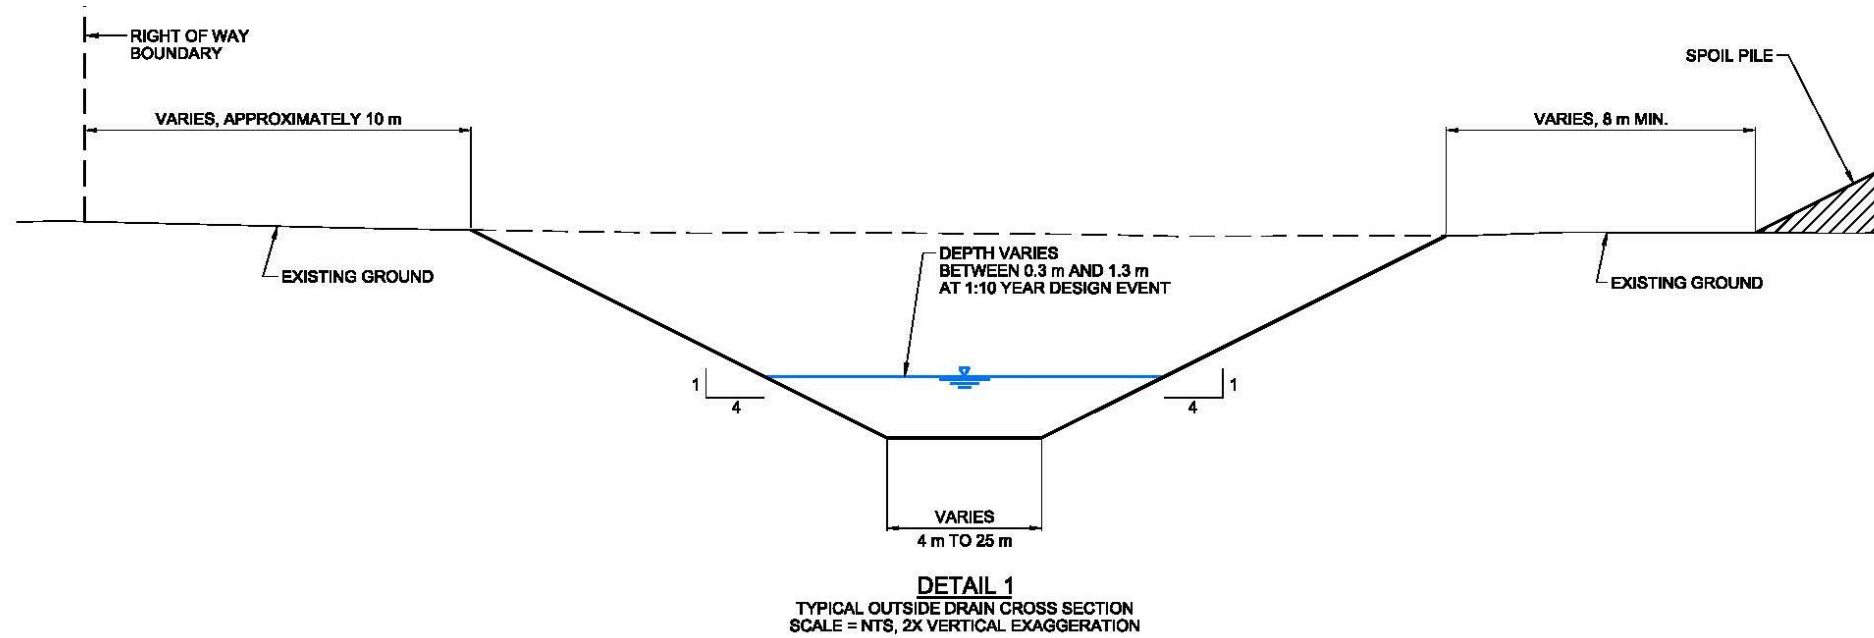 RIGHT OF WAY
BOUNDARY
SPOIL PILE
VARIES, APPROXIMATELY 10 m
VARIES, 8 m MIN.
DEPTH VARIES
BETWEEN 0.3 m AND 1.3 m
AT 1:10 YEAR DESIGN EVENT
EXISTING GROUND
EXISTING GROUND
1
4
1
4
VARIES
4 m TO 25 m
DETAIL 1
TYPICAL OUTSIDE DRAIN CROSS SECTION
SCALE = NTS, 2X VERTICAL EXAGGERATION